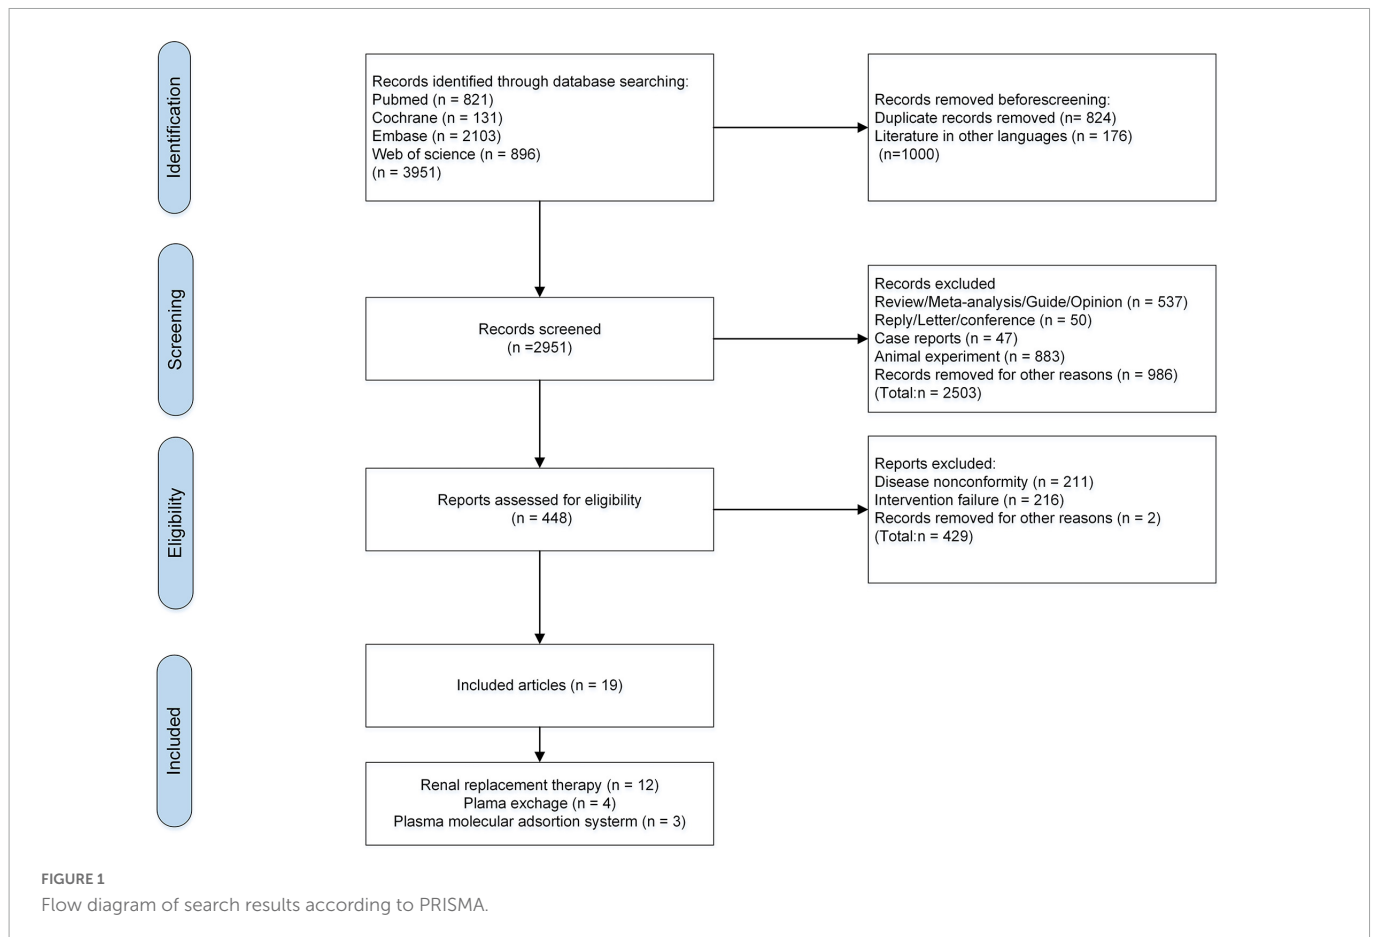 Identification
Records identified through database searching:
Pubmed (n = 821)
Cochrane (n = 131)
Embase (n = 2103)
Web of science (n = 896)
(n = 3951)
Records removed beforescreening:
Duplicate records removed (n= 824)
Literature in other languages (n = 176)
(n=1000)
Screening
Records screened
(n =2951)
Records excluded
Review/Meta-analysis/Guide/Opinion (n = 537)
Reply/Letter/conference (n = 50)
Case reports (n = 47)
Animal experiment (n = 883)
Records removed for other reasons (n = 986)
(Total:n = 2503)
Eligibility
Reports assessed for eligibility
(n = 448)
Reports excluded:
Disease nonconformity (n = 211)
Intervention failure (n = 216)
Records removed for other reasons (n = 2)
(Total:n = 429)
Included
Included articles (n = 19)
Renal replacement therapy (n = 12)
Plama exchage (n = 4)
Plasma molecular adsortion systerm (n = 3)
FIGURE 1
Flow diagram of search results according to PRISMA.